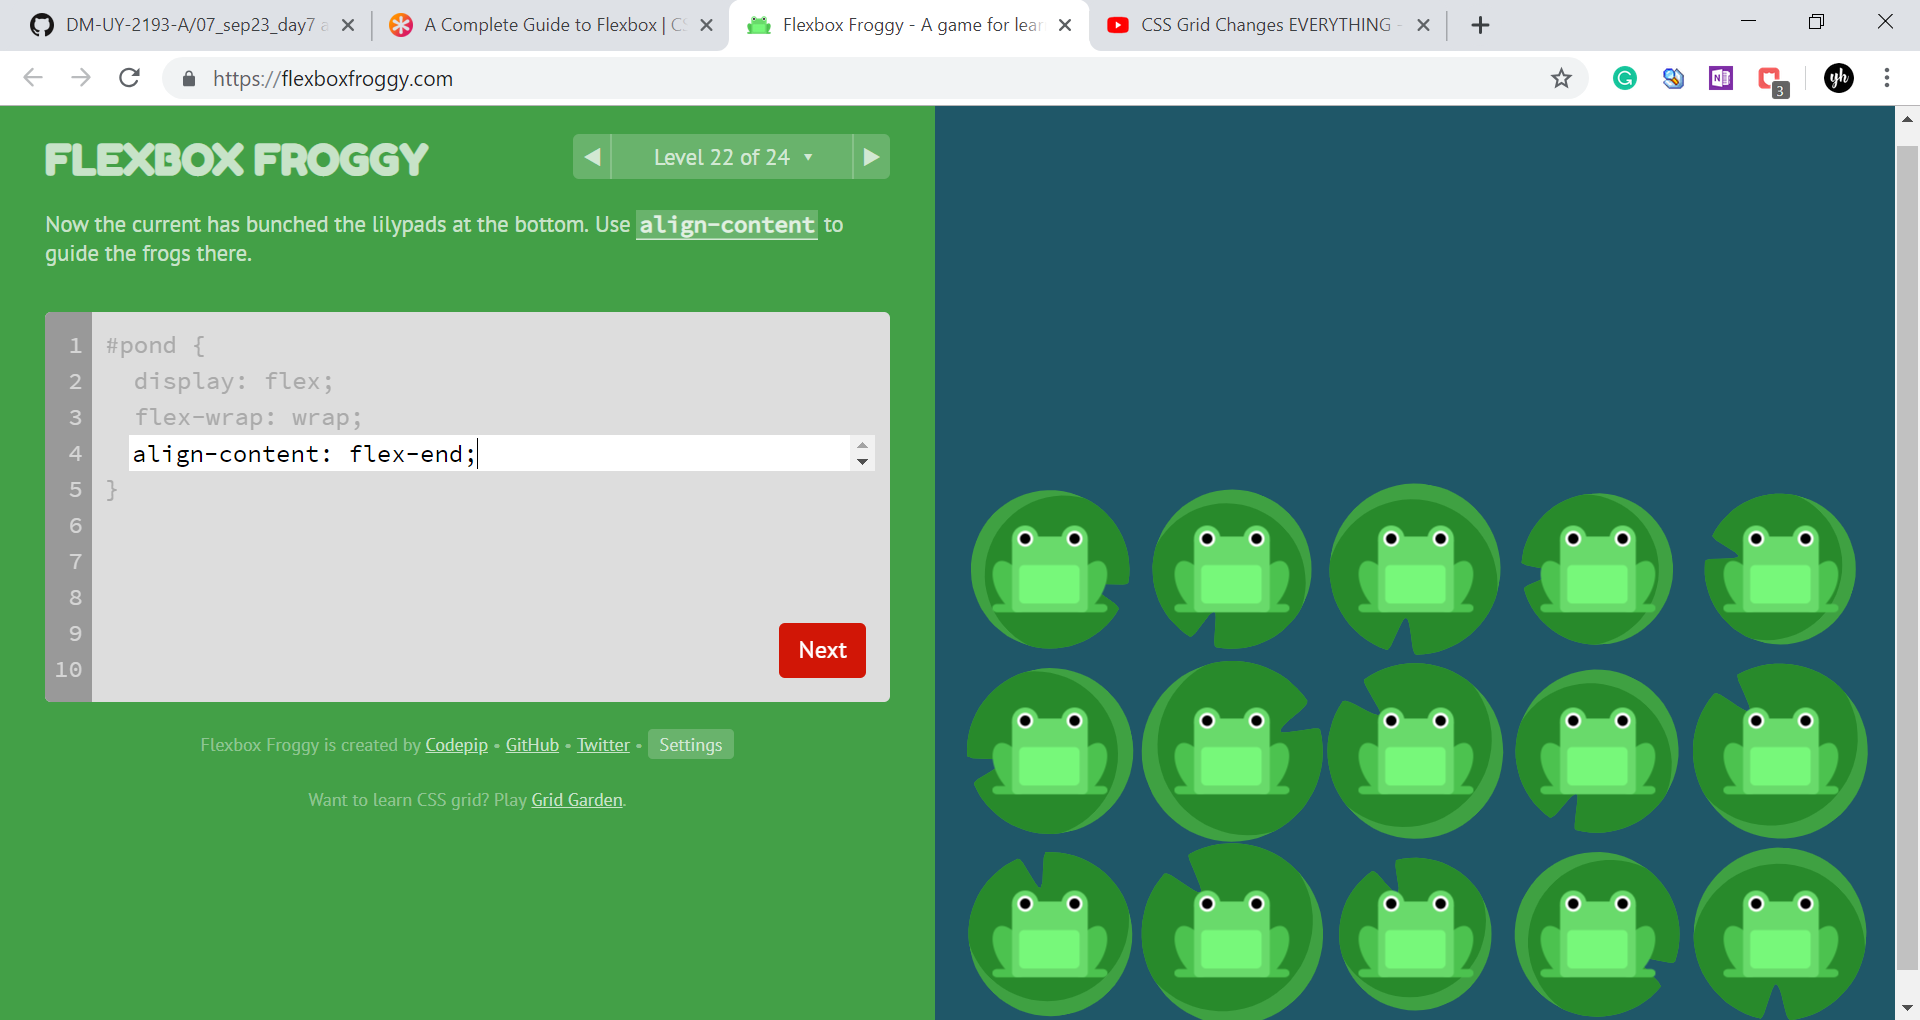 DM-UY-2193-A/07_sep23_day7
A Complete Guide to Flexbox | CS
Flexbox Froggy - A game for lear
CSS Grid Changes EVERYTHING -
https://flexboxfroggy.com
3
yh
FLEXBOX FROGGY
◀ Level 22 of 24 ▼ ▶
Now the current has bunched the lilypads at the bottom. Use align-content to
guide the frogs there.
1 #pond {
2 display: flex;
3 flex-wrap: wrap;
4 align-content: flex-end;
5 }
6
7
8
9
10
Next
Flexbox Froggy is created by Codepip • GitHub • Twitter • Settings
Want to learn CSS grid? Play Grid Garden.